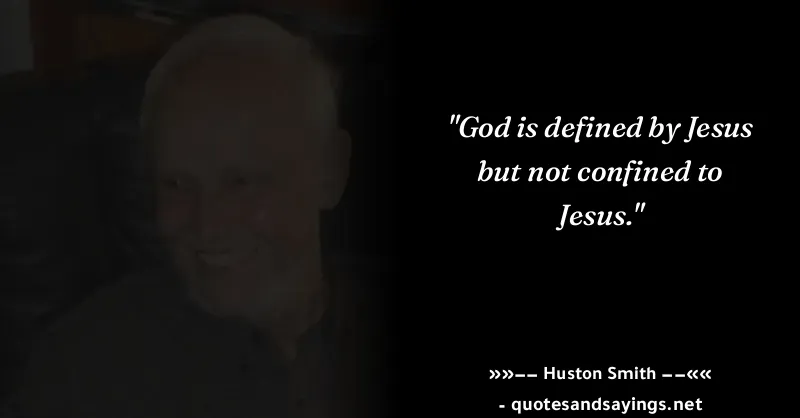 "God is defined by Jesus
but not confined to
Jesus."
»»–– Huston Smith ––««
- quotesandsayings.net